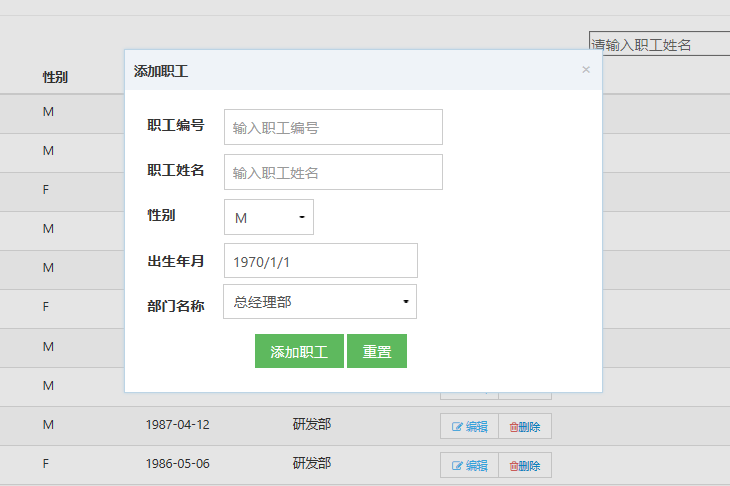 请输入职工姓名
性别
添加职工 ×
职工编号 输入职工编号
职工姓名 输入职工姓名
性别 M
出生年月 1970/1/1
部门名称 总经理部
添加职工 重置
M
M
F
M
M
F
M
M
M 1987-04-12 研发部 编辑 删除
F 1986-05-06 研发部 编辑 删除